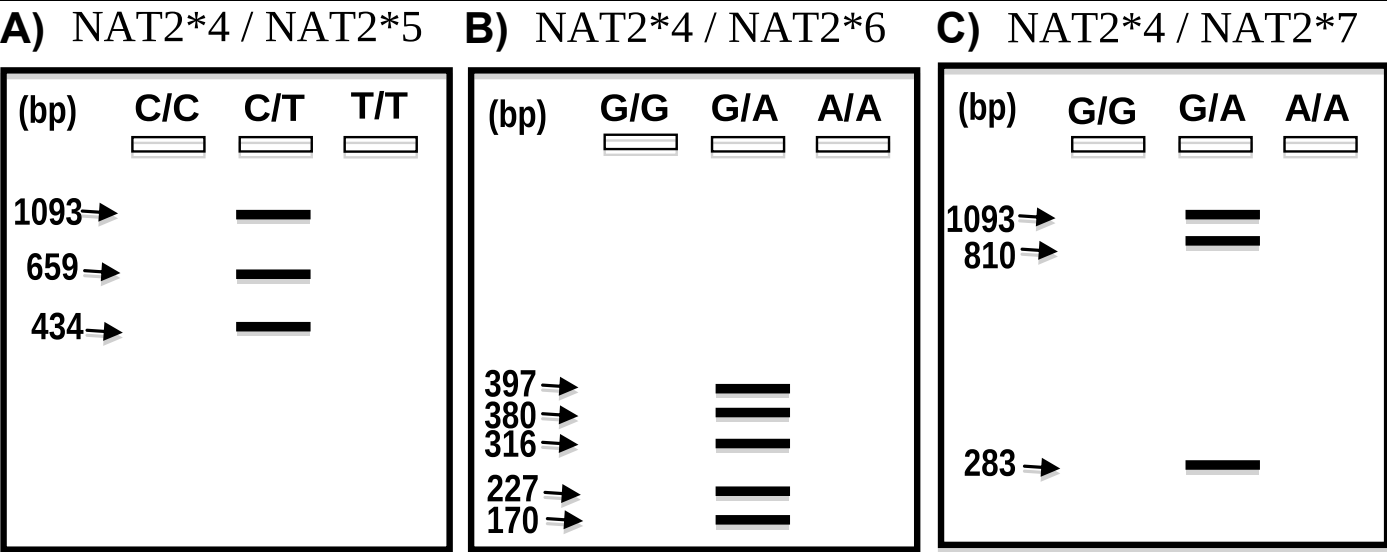 A) NAT2*4 / NAT2*5
(bp) C/C C/T T/T
1093
659
434
B) NAT2*4 / NAT2*6
(bp) G/G G/A A/A
397
380
316
227
170
C) NAT2*4 / NAT2*7
(bp) G/G G/A A/A
1093
810
283